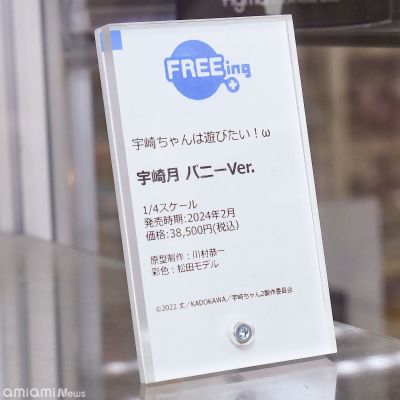 FREEing
宇崎ちゃんは遊びたい！ω
宇崎月 バニーVer.
1/4スケール
発売時期：2024年2月
価格：38,500円(税込)
原型制作：川村恭一
彩色：松田モデル
©2022 丈／KADOKAWA／宇崎ちゃん2製作委員会
amiami News